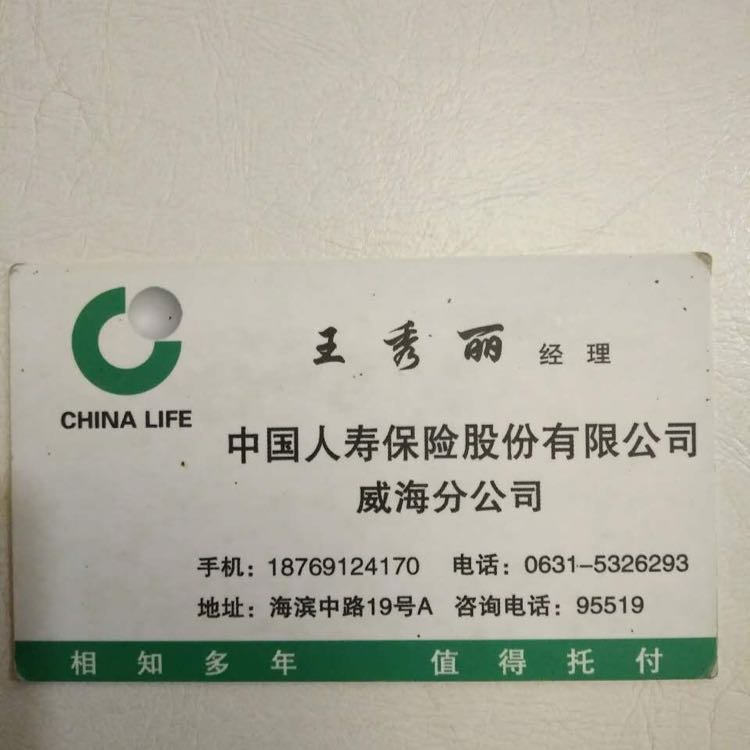 王秀丽 经理
CHINA LIFE
中国人寿保险股份有限公司
威海分公司
手机：18769124170 电话：0631-5326293
地址：海滨中路19号A 咨询电话：95519
相知多年 值得托付